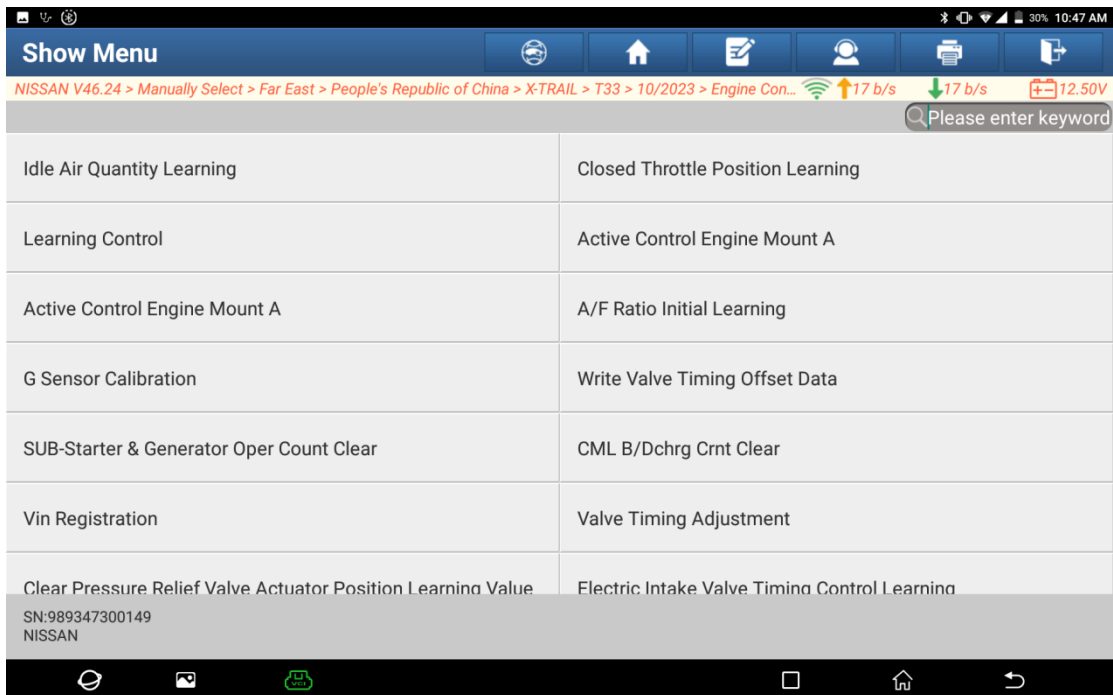 30% 10:47 AM
Show Menu
NISSAN V46.24 > Manually Select > Far East > People's Republic of China > X-TRAIL > T33 > 10/2023 > Engine Con... 17 b/s 17 b/s 12.50V
Please enter keyword
Idle Air Quantity Learning
Closed Throttle Position Learning
Learning Control
Active Control Engine Mount A
Active Control Engine Mount A
A/F Ratio Initial Learning
G Sensor Calibration
Write Valve Timing Offset Data
SUB-Starter & Generator Oper Count Clear
CML B/Dchrg Crnt Clear
Vin Registration
Valve Timing Adjustment
Clear Pressure Relief Valve Actuator Position Learning Value
Electric Intake Valve Timing Control Learning
SN:989347300149
NISSAN
VCI